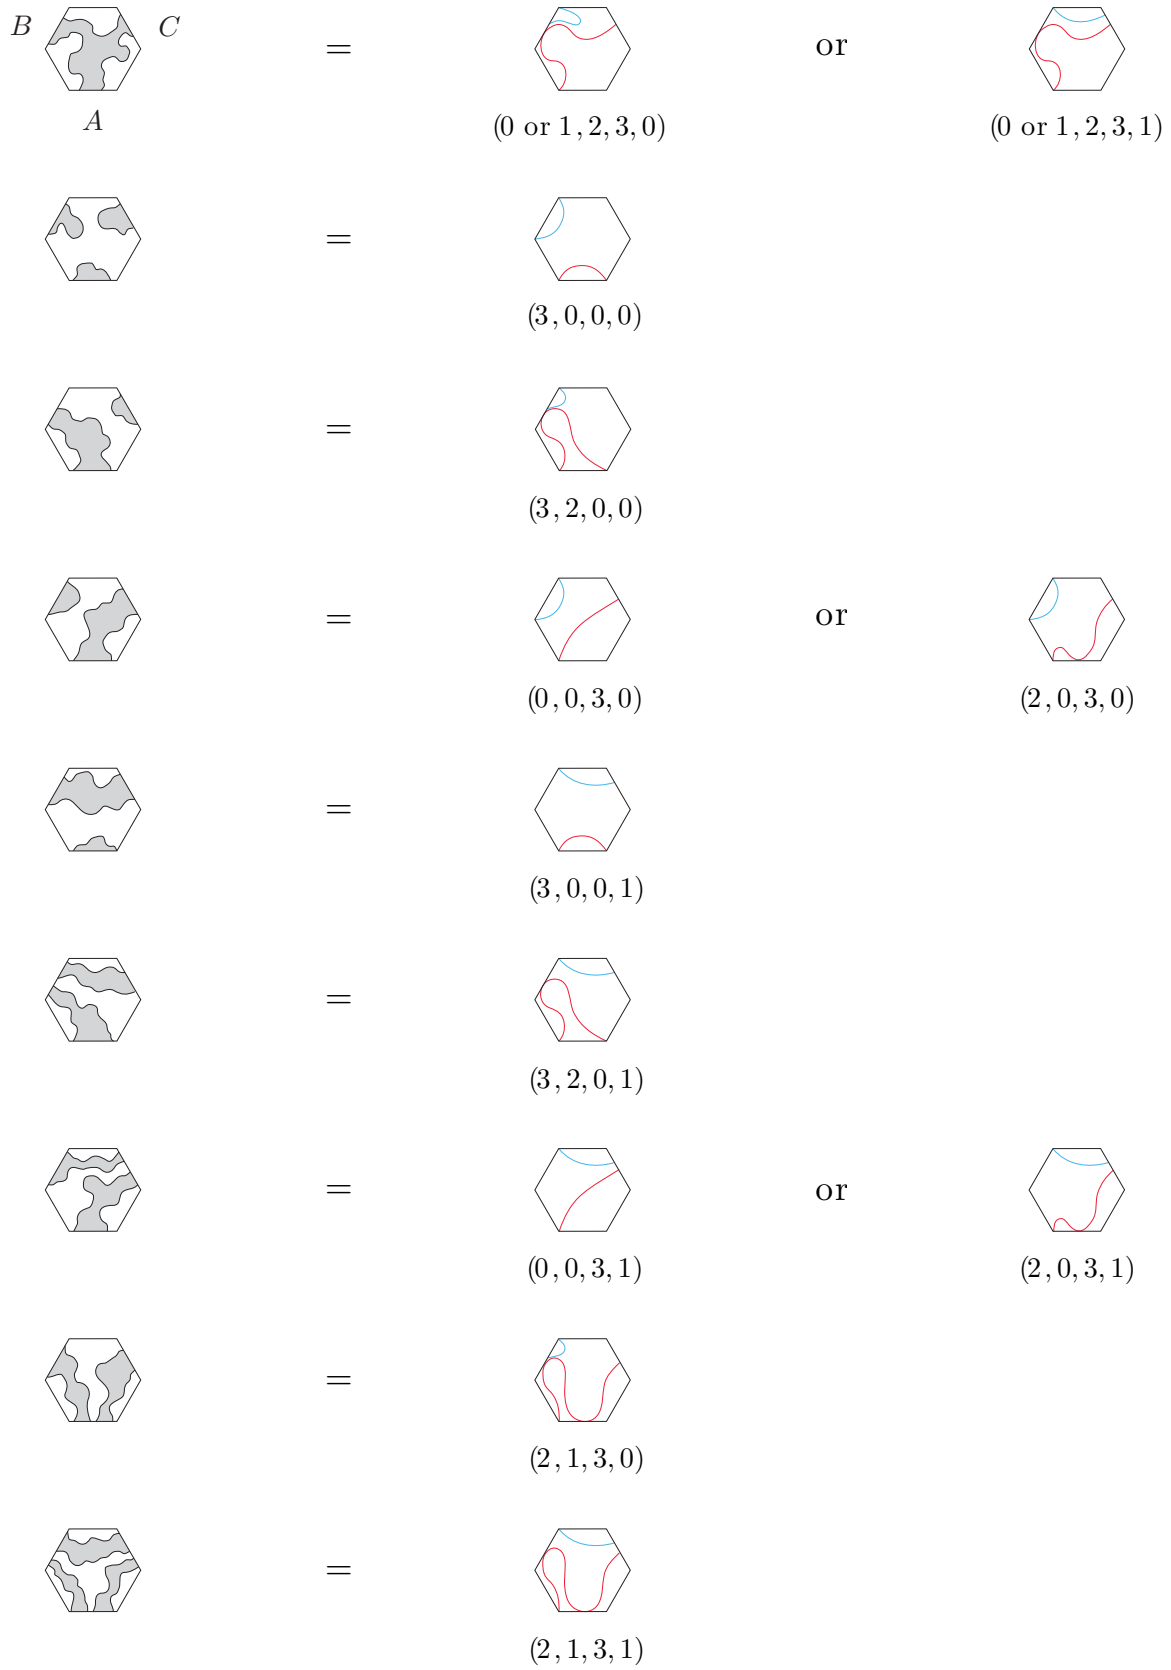 B C = or
A
(0 or 1, 2, 3, 0) (0 or 1, 2, 3, 1)
=
(3, 0, 0, 0)
=
(3, 2, 0, 0)
= or
(0, 0, 3, 0) (2, 0, 3, 0)
=
(3, 0, 0, 1)
=
(3, 2, 0, 1)
= or
(0, 0, 3, 1) (2, 0, 3, 1)
=
(2, 1, 3, 0)
=
(2, 1, 3, 1)